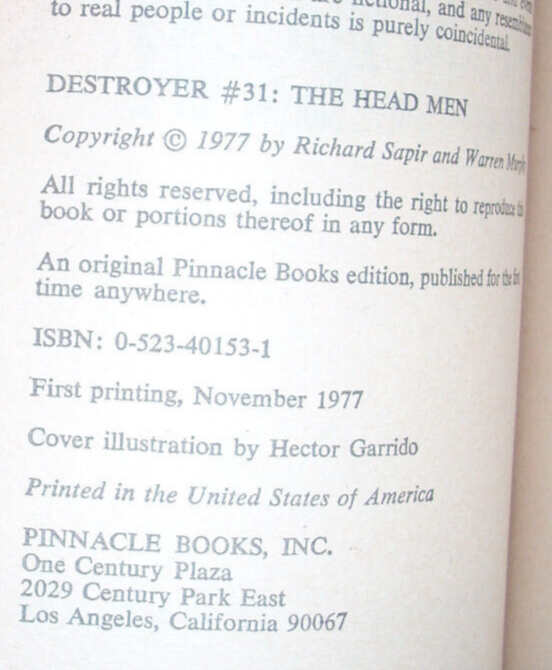 to real people or incidents is purely coincidental.
DESTROYER #31: THE HEAD MEN
Copyright © 1977 by Richard Sapir and Warren Murphy
All rights reserved, including the right to reproduce this
book or portions thereof in any form.
An original Pinnacle Books edition, published for the first
time anywhere.
ISBN: 0-523-40153-1
First printing, November 1977
Cover illustration by Hector Garrido
Printed in the United States of America
PINNACLE BOOKS, INC.
One Century Plaza
2029 Century Park East
Los Angeles, California 90067